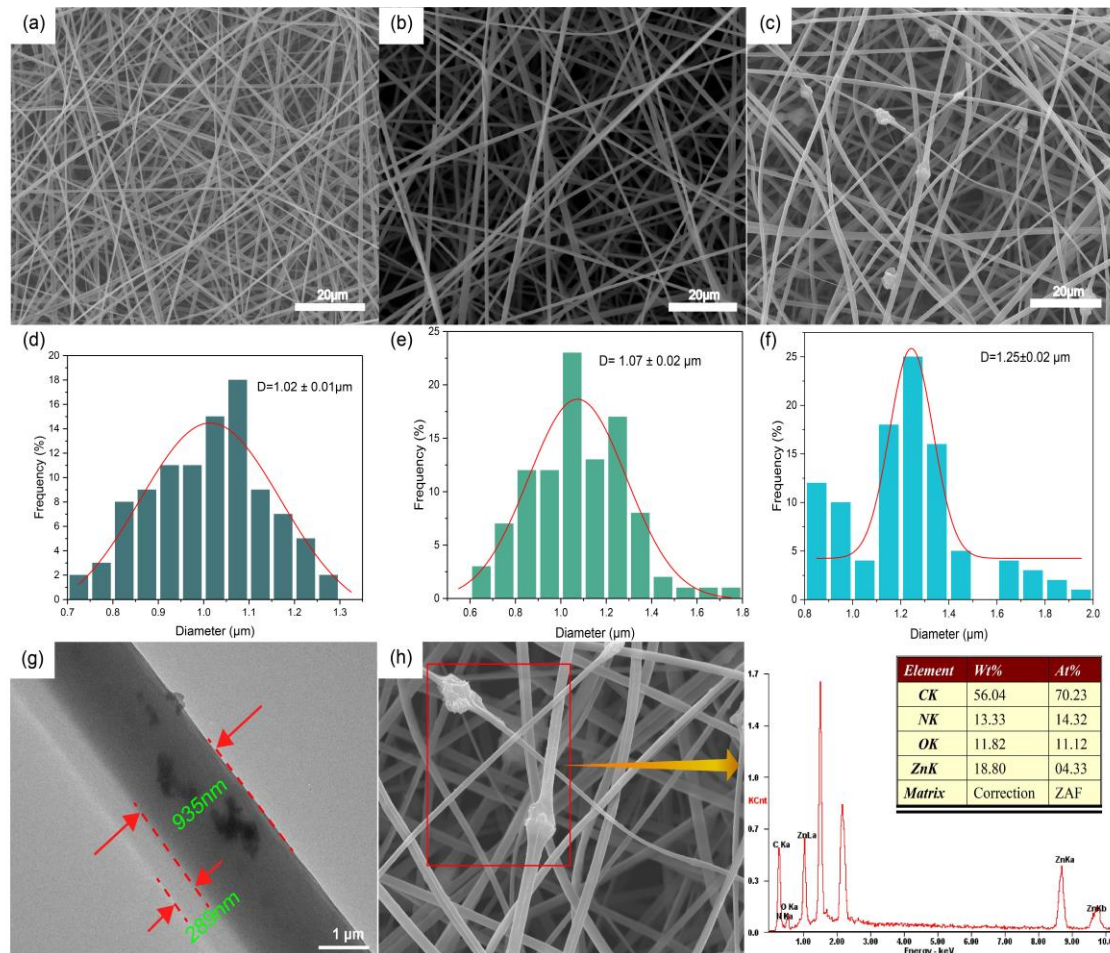 (a)
(b)
(c)
20µm
20µm
20µm
(d)
20
18
16
14
12
10
8
6
4
2
0
Frequency (%)
D=1.02 ± 0.01µm
0.7 0.8 0.9 1.0 1.1 1.2 1.3
Diameter (µm)
(e)
25
20
15
10
5
0
Frequency (%)
D= 1.07 ± 0.02 µm
0.6 0.8 1.0 1.2 1.4 1.6 1.8
Diameter (µm)
(f)
25
20
15
10
5
0
Frequency (%)
D=1.25±0.02 µm
0.8 1.0 1.2 1.4 1.6 1.8 2.0
Diameter (µm)
(g)
935nm
289nm
1 µm
(h)
1.7
1.3
1.0
0.7
0.3
0.0
KCnt
C Ka
N Ka
O Ka
ZnLa
ZnKa
ZnKb
1.00 2.00 3.00 4.00 5.00 6.00 7.00 8.00 9.00 10.0
Energy - keV
Element Wt% At%
CK 56.04 70.23
NK 13.33 14.32
OK 11.82 11.12
ZnK 18.80 04.33
Matrix Correction ZAF